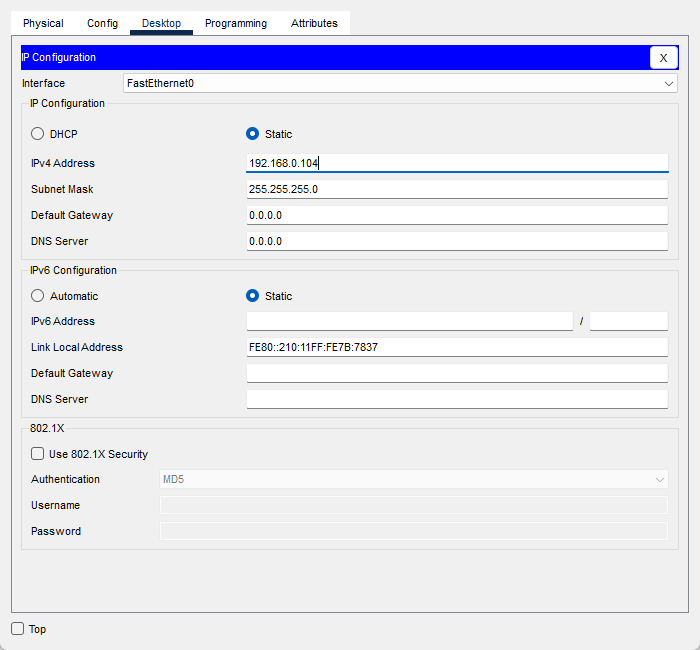 Physical Config Desktop Programming Attributes
IP Configuration X
Interface FastEthernet0
IP Configuration
DHCP Static
IPv4 Address 192.168.0.104
Subnet Mask 255.255.255.0
Default Gateway 0.0.0.0
DNS Server 0.0.0.0
IPv6 Configuration
Automatic Static
IPv6 Address /
Link Local Address FE80::210:11FF:FE7B:7837
Default Gateway
DNS Server
802.1X
Use 802.1X Security
Authentication MD5
Username
Password
Top